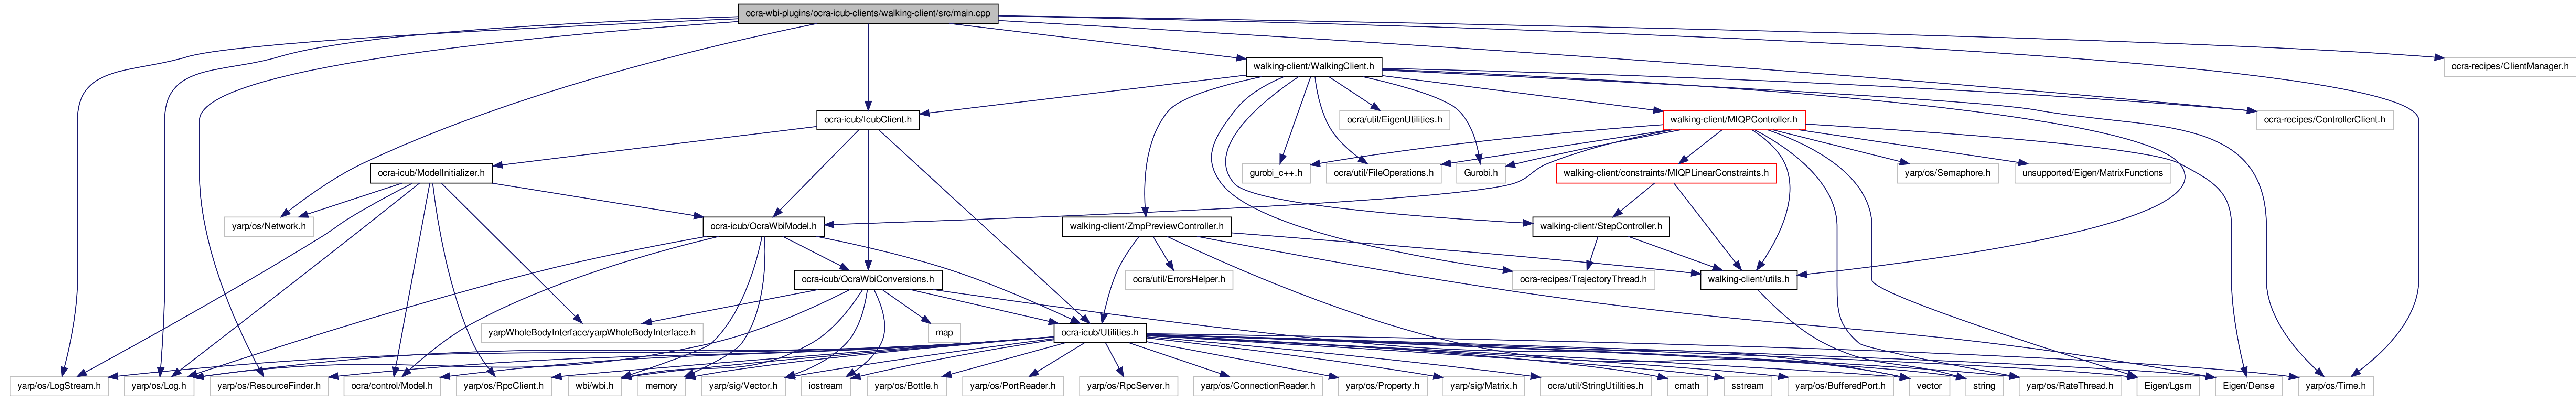 ocra-wbi-plugins/ocra-icub-clients/walking-client/src/main.cpp
walking-client/WalkingClient.h
ocra-recipes/ClientManager.h
ocra-icub/IcubClient.h
ocra/util/EigenUtilities.h
walking-client/MIQPController.h
ocra-recipes/ControllerClient.h
ocra-icub/ModelInitializer.h
gurobi_c++.h
ocra/util/FileOperations.h
Gurobi.h
walking-client/constraints/MIQPLinearConstraints.h
yarp/os/Semaphore.h
unsupported/Eigen/MatrixFunctions
yarp/os/Network.h
ocra-icub/OcraWbiModel.h
walking-client/ZmpPreviewController.h
walking-client/StepController.h
ocra-icub/OcraWbiConversions.h
ocra/util/ErrorsHelper.h
ocra-recipes/TrajectoryThread.h
walking-client/utils.h
yarpWholeBodyInterface/yarpWholeBodyInterface.h
map
ocra-icub/Utilities.h
yarp/os/LogStream.h
yarp/os/Log.h
yarp/os/ResourceFinder.h
ocra/control/Model.h
yarp/os/RpcClient.h
wbi/wbi.h
memory
yarp/sig/Vector.h
iostream
yarp/os/Bottle.h
yarp/os/PortReader.h
yarp/os/RpcServer.h
yarp/os/ConnectionReader.h
yarp/os/Property.h
yarp/sig/Matrix.h
ocra/util/StringUtilities.h
cmath
sstream
yarp/os/BufferedPort.h
vector
string
yarp/os/RateThread.h
Eigen/Lgsm
Eigen/Dense
yarp/os/Time.h